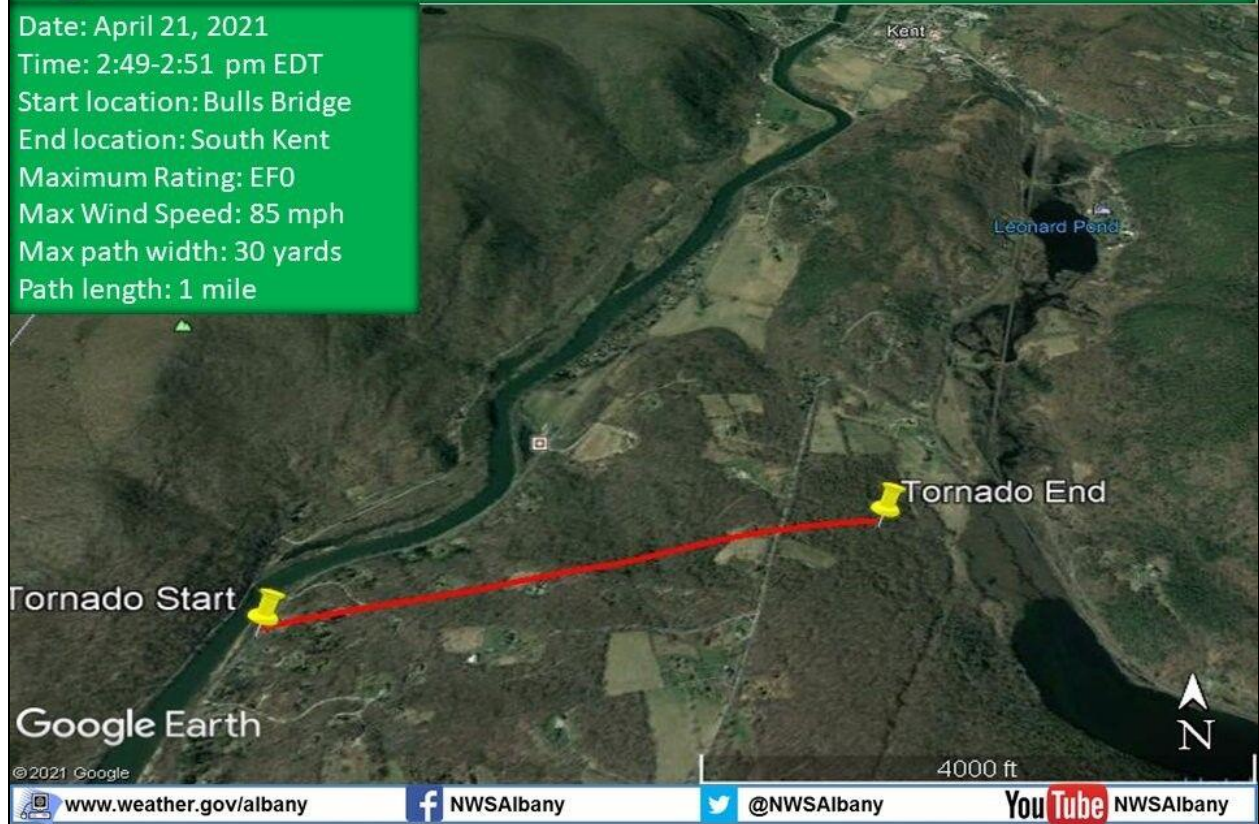 Date: April 21, 2021
Time: 2:49-2:51 pm EDT
Start location: Bulls Bridge
End location: South Kent
Maximum Rating: EF0
Max Wind Speed: 85 mph
Max path width: 30 yards
Path length: 1 mile
Kent
Leonard Pond
Tornado End
Tornado Start
Google Earth
N
©2021 Google
4000 ft
www.weather.gov/albany
f NWSAlbany
@NWSAlbany
YouTube NWSAlbany